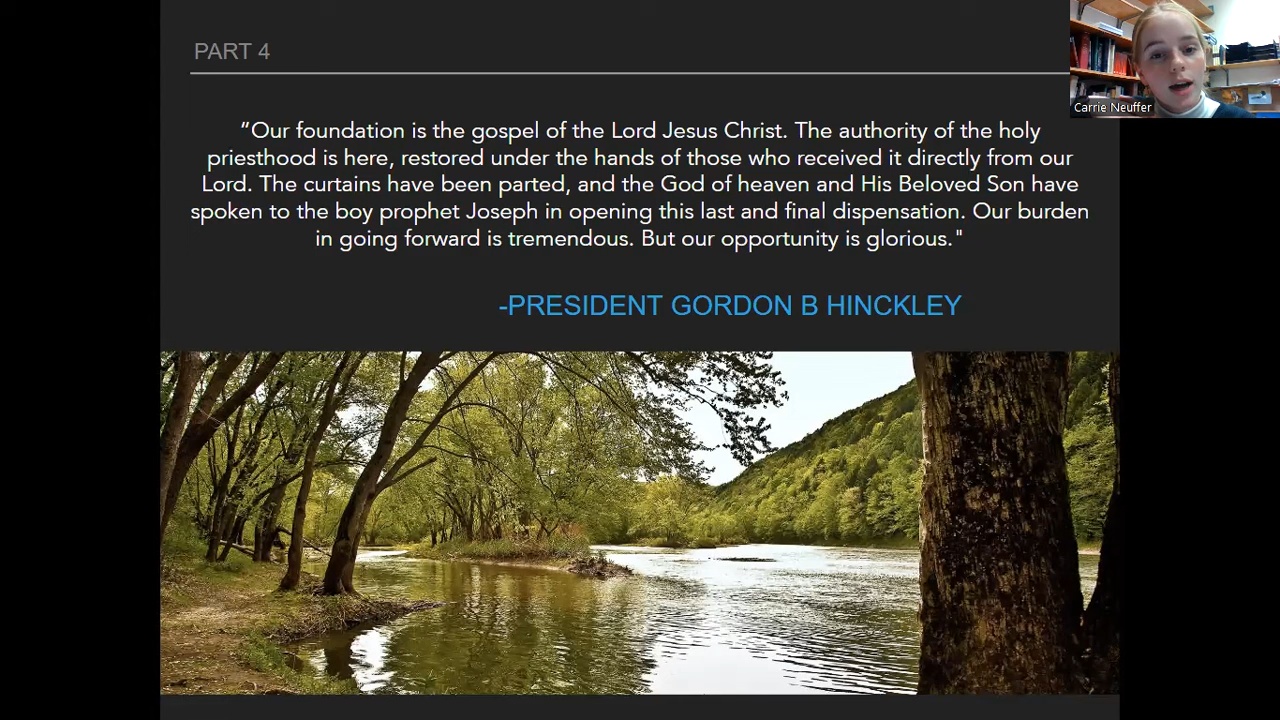 PART 4
Carrie Neuffer
“Our foundation is the gospel of the Lord Jesus Christ. The authority of the holy
priesthood is here, restored under the hands of those who received it directly from our
Lord. The curtains have been parted, and the God of heaven and His Beloved Son have
spoken to the boy prophet Joseph in opening this last and final dispensation. Our burden
in going forward is tremendous. But our opportunity is glorious."
-PRESIDENT GORDON B HINCKLEY